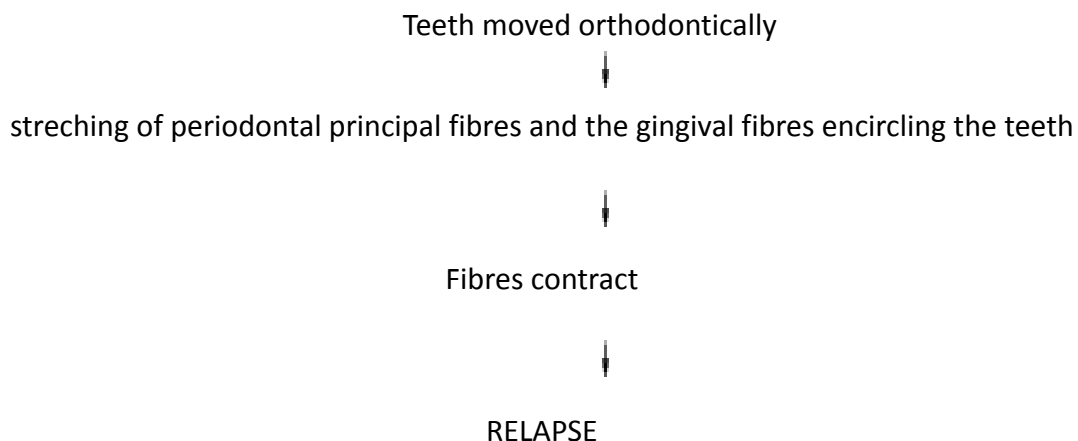 Teeth moved orthodontically
streching of periodontal principal fibres and the gingival fibres encircling the teeth
Fibres contract
RELAPSE